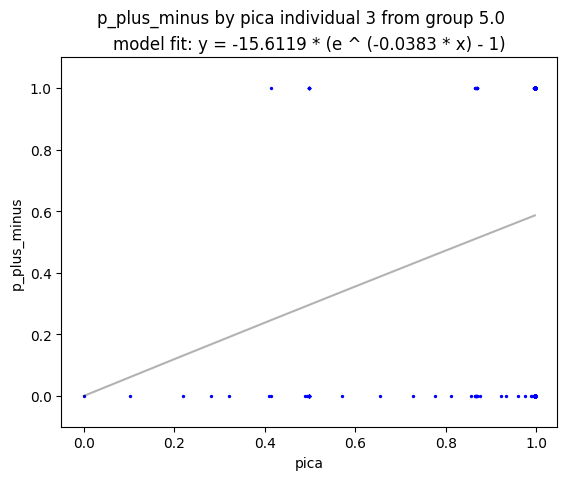 p_plus_minus by pica individual 3 from group 5.0
model fit: y = -15.6119 * (e ^ (-0.0383 * x) - 1)
1.0
0.8
0.6
0.4
0.2
0.0
p_plus_minus
0.0 0.2 0.4 0.6 0.8 1.0
pica